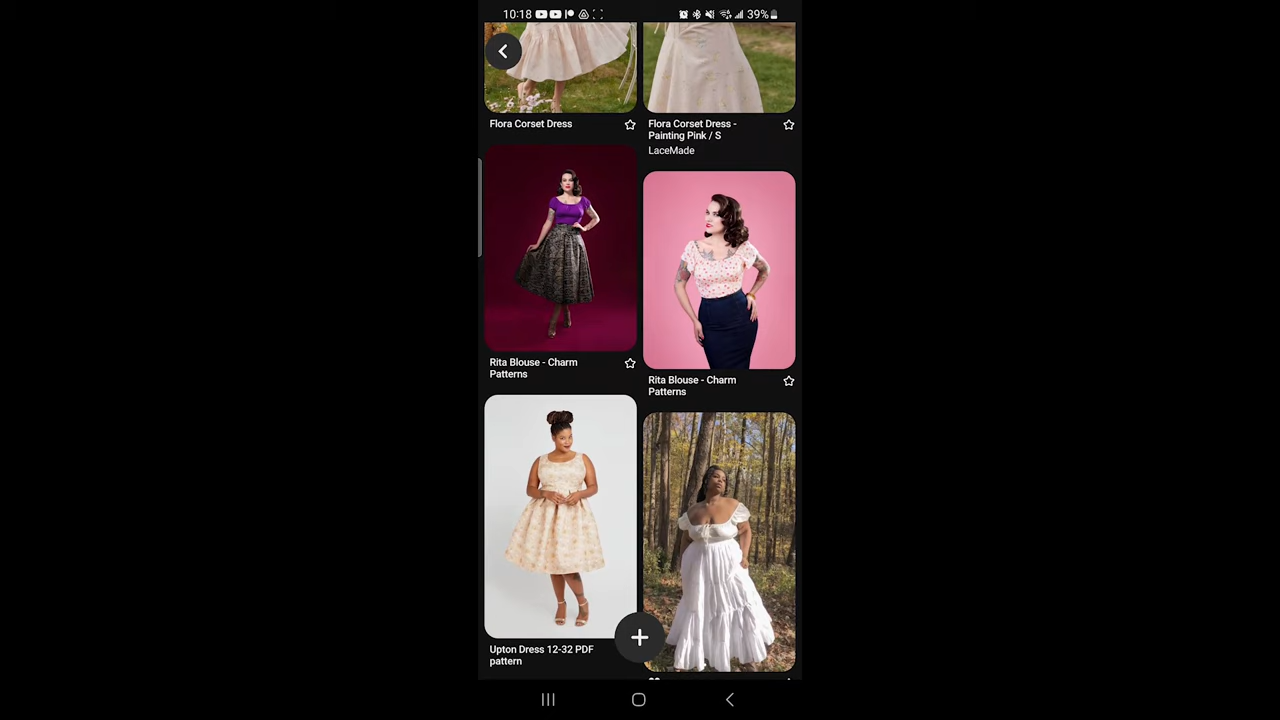 10:18
39%
Flora Corset Dress
Flora Corset Dress -
Painting Pink / S
LaceMade
Rita Blouse - Charm
Patterns
Rita Blouse - Charm
Patterns
Upton Dress 12-32 PDF
pattern